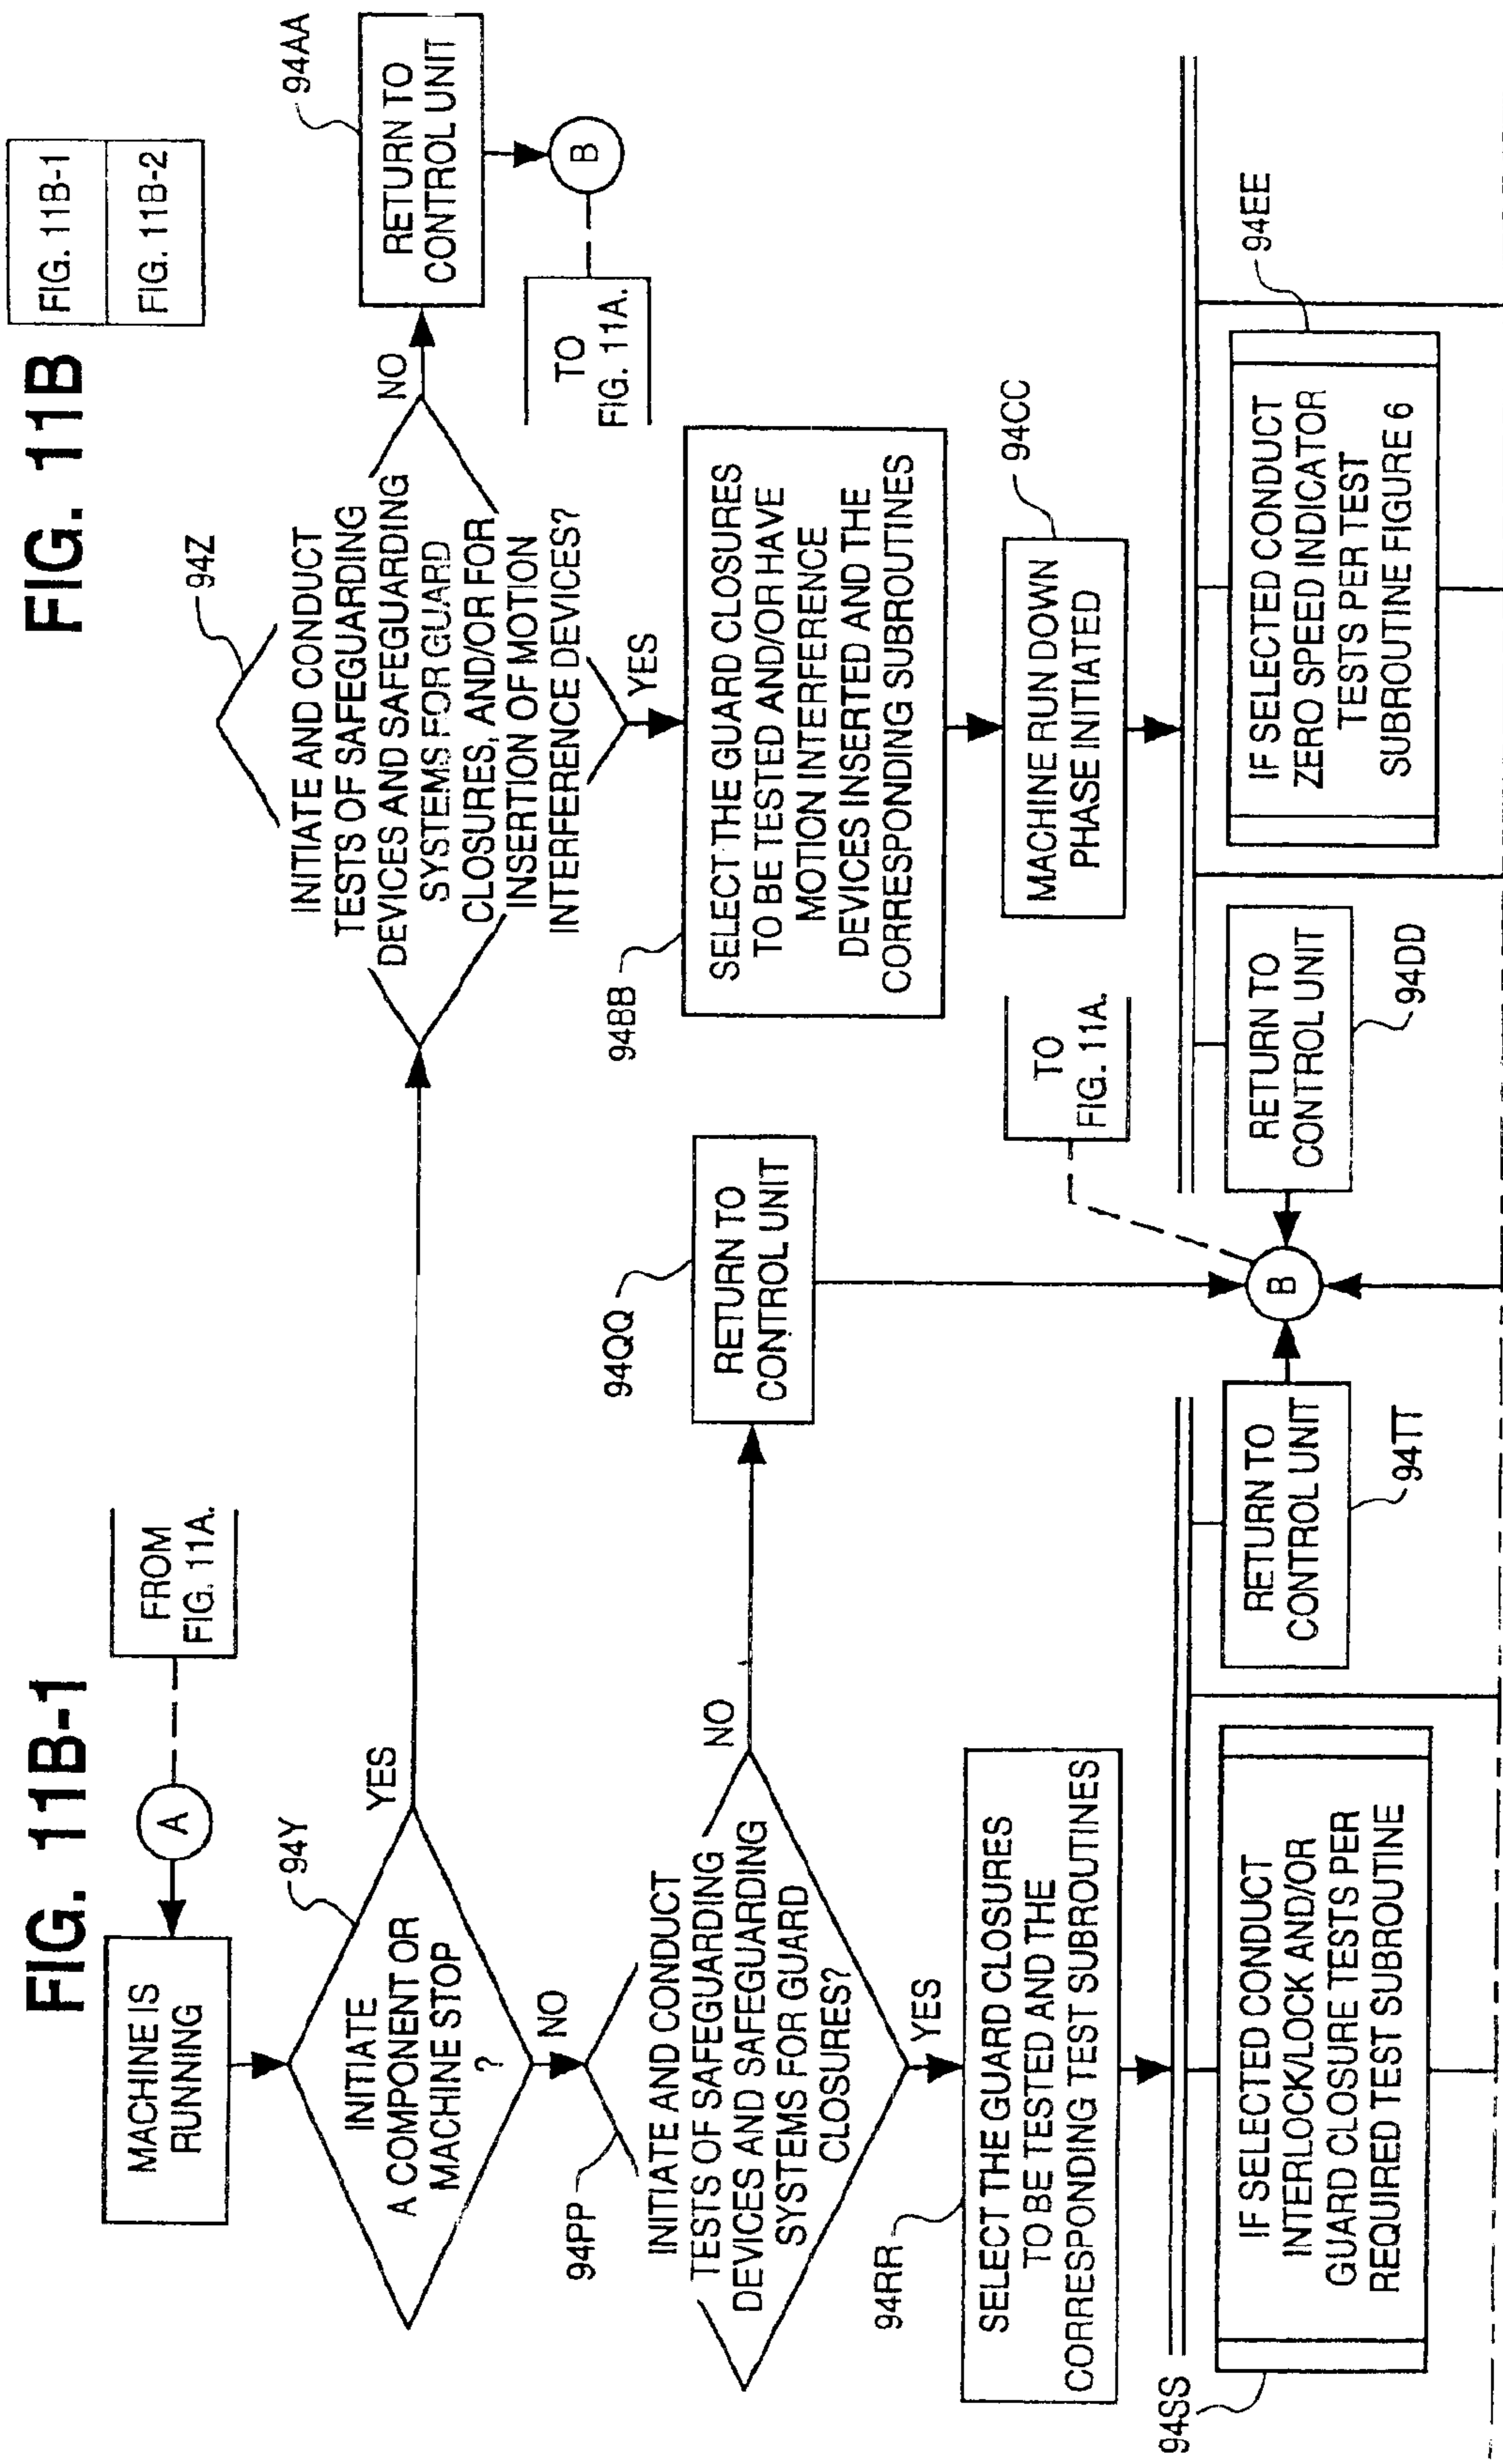 FIG. 11B-1
FIG. 11B
FIG. 11B-1
FIG. 11B-2
MACHINE IS
RUNNING
A
FROM
FIG. 11A.
94Y
INITIATE
A COMPONENT OR
MACHINE STOP
?
YES
NO
94Z
INITIATE AND CONDUCT
TESTS OF SAFEGUARDING
DEVICES AND SAFEGUARDING
SYSTEMS FOR GUARD
CLOSURES, AND/OR FOR
INSERTION OF MOTION
INTERFERENCE DEVICES?
NO
YES
94AA
RETURN TO
CONTROL UNIT
B
TO
FIG. 11A.
94PP
INITIATE AND CONDUCT
TESTS OF SAFEGUARDING
DEVICES AND SAFEGUARDING
SYSTEMS FOR GUARD
CLOSURES?
NO
YES
94QQ
RETURN TO
CONTROL UNIT
94BB
SELECT THE GUARD CLOSURES
TO BE TESTED AND/OR HAVE
MOTION INTERFERENCE
DEVICES INSERTED AND THE
CORRESPONDING SUBROUTINES
94RR
SELECT THE GUARD CLOSURES
TO BE TESTED AND THE
CORRESPONDING TEST SUBROUTINES
TO
FIG. 11A.
MACHINE RUN DOWN
PHASE INITIATED
94CC
94SS
IF SELECTED CONDUCT
INTERLOCK/LOCK AND/OR
GUARD CLOSURE TESTS PER
REQUIRED TEST SUBROUTINE
RETURN TO
CONTROL UNIT
94TT
B
RETURN TO
CONTROL UNIT
94DD
IF SELECTED CONDUCT
ZERO SPEED INDICATOR
TESTS PER TEST
SUBROUTINE FIGURE 6
94EE